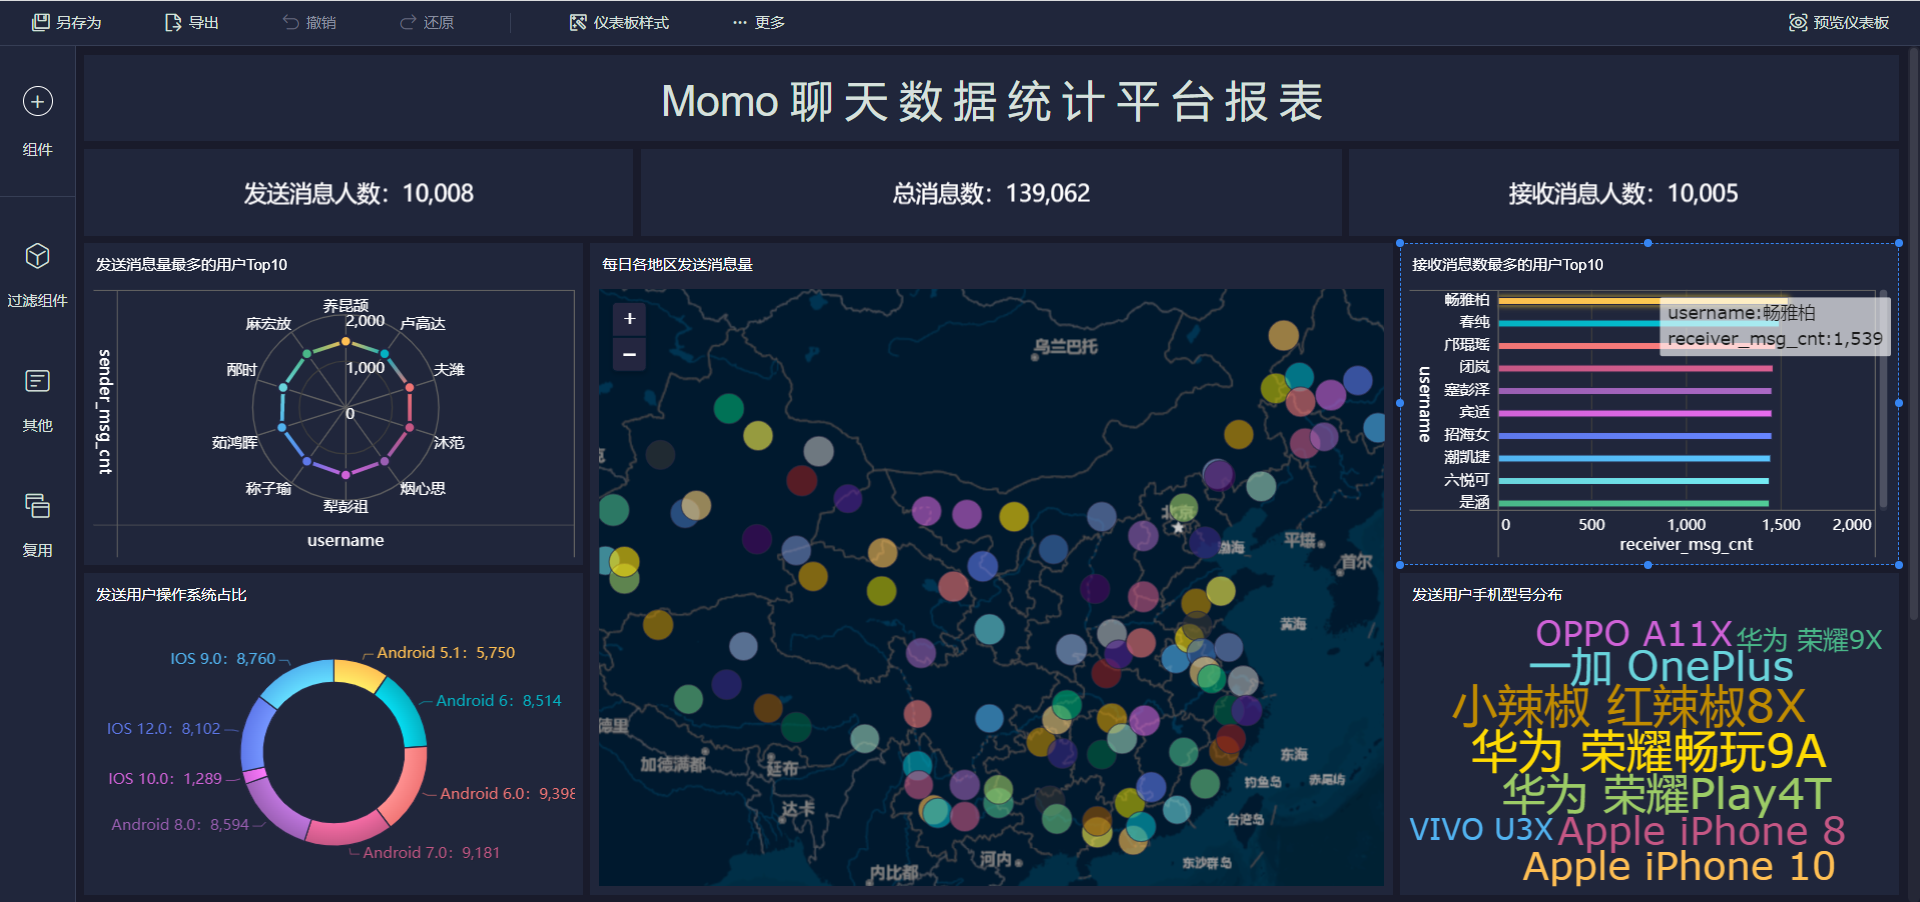 另存为
导出
撤销
还原
仪表板样式
更多
预览仪表板
组件
过滤组件
其他
复用
Momo 聊天数据统计平台报表
发送消息人数：10,008
总消息数：139,062
接收消息人数：10,005
发送消息量最多的用户Top10
养昆颉
卢高达
夫潍
沐范
烟心思
犁彭祖
称子瑜
茹鸿晖
鄅时
麻宏放
2,000
1,000
0
sender_msg_cnt
username
每日各地区发送消息量
+
−
乌兰巴托
北京
渤海
平壤
首尔
黄海
东海
钓鱼岛
赤尾屿
台湾岛
东沙群岛
德里
加德满都
廷布
达卡
内比都
河内
接收消息数最多的用户Top10
畅雅柏
春纯
邝琨瑶
闭岚
蹇彭泽
宾适
招海女
潮凯捷
六悦可
是涵
username
username:畅雅柏
receiver_msg_cnt:1,539
0
500
1,000
1,500
2,000
receiver_msg_cnt
发送用户操作系统占比
IOS 9.0：8,760
Android 5.1：5,750
Android 6：8,514
IOS 12.0：8,102
IOS 10.0：1,289
Android 6.0：9,398
Android 8.0：8,594
Android 7.0：9,181
发送用户手机型号分布
OPPO A11X
华为 荣耀9X
一加 OnePlus
小辣椒 红辣椒8X
华为 荣耀畅玩9A
华为 荣耀Play4T
VIVO U3X
Apple iPhone 8
Apple iPhone 10